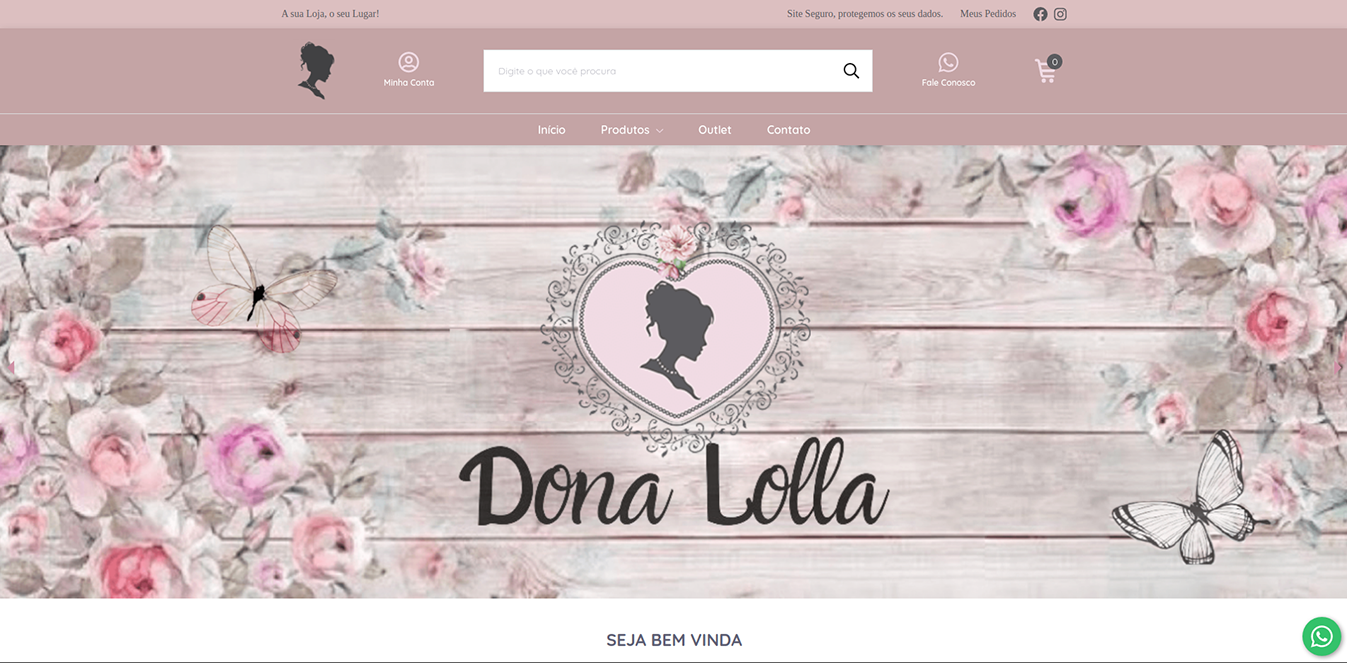 A sua Loja, o seu Lugar!
Site Seguro, protegemos os seus dados.
Meus Pedidos
Minha Conta
Digite o que você procura
Fale Conosco
0
Início
Produtos
Outlet
Contato
Dona Lolla
SEJA BEM VINDA